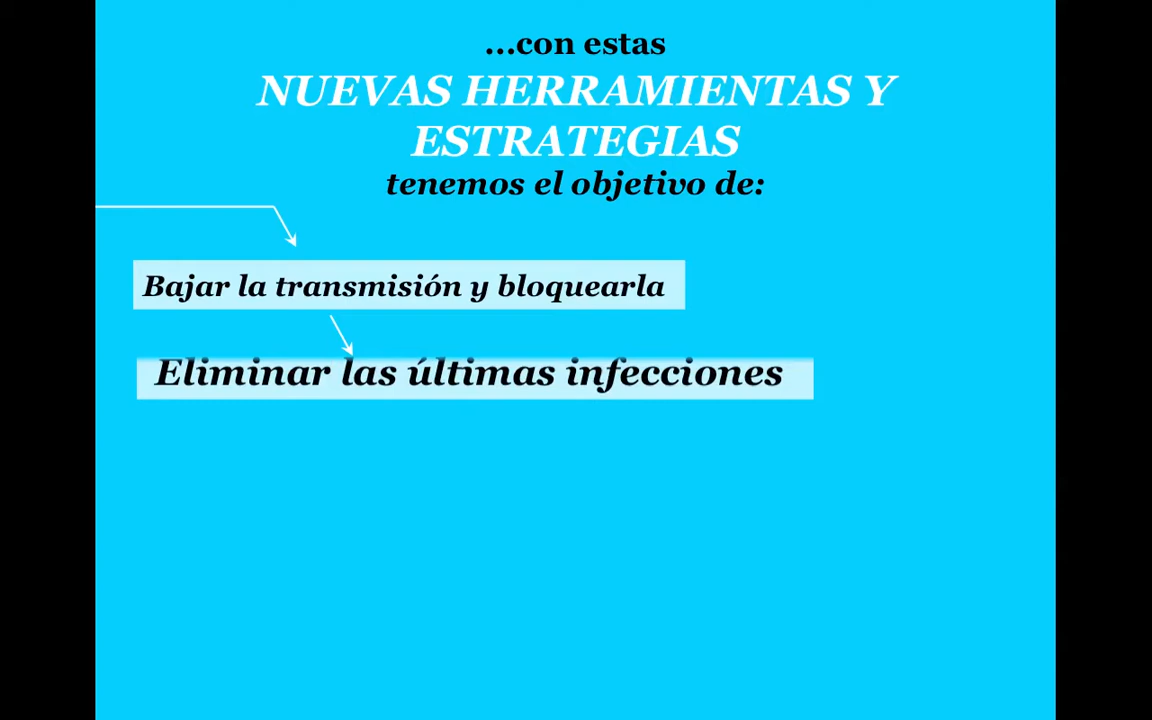 ...con estas
NUEVAS HERRAMIENTAS Y
ESTRATEGIAS
tenemos el objetivo de:
Bajar la transmisión y bloquearla
Eliminar las últimas infecciones